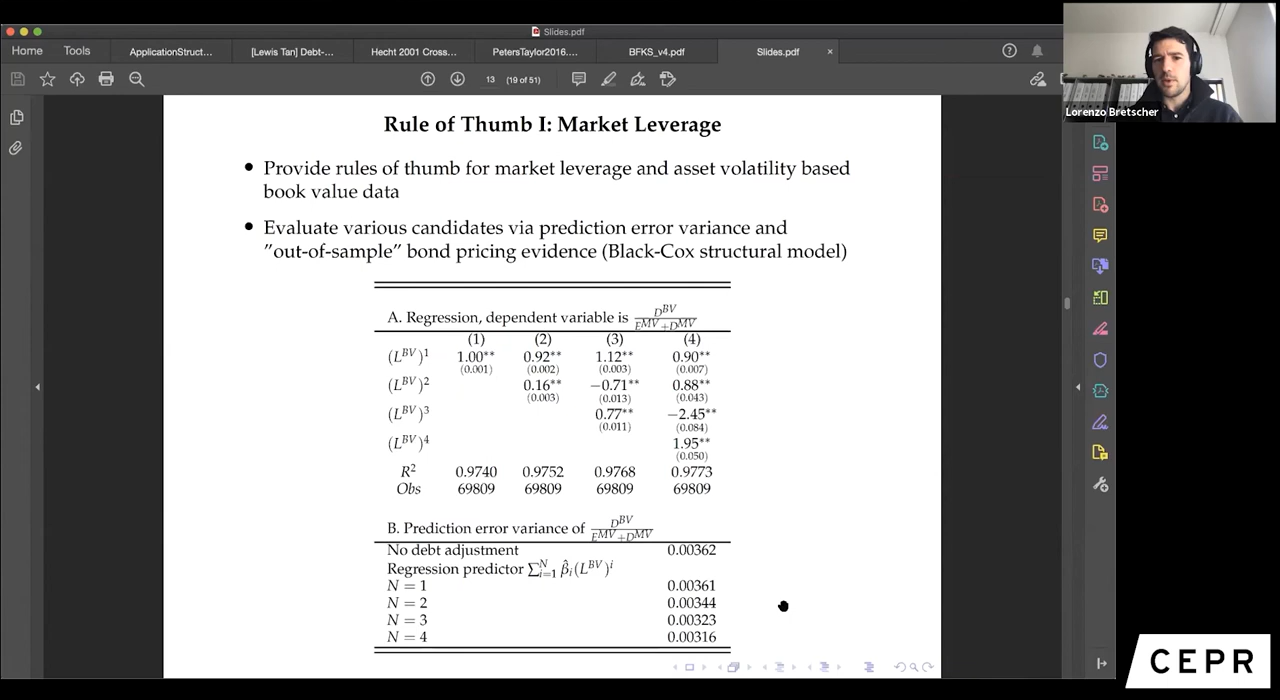 Slides.pdf
Home
Tools
ApplicationStruct...
[Lewis Tan] Debt-...
Hecht 2001 Cross...
PetersTaylor2016....
BFKS_v4.pdf
Slides.pdf
×
13
(19 of 51)
Lorenzo Bretscher
Rule of Thumb I: Market Leverage
• Provide rules of thumb for market leverage and asset volatility based
book value data
• Evaluate various candidates via prediction error variance and
”out-of-sample” bond pricing evidence (Black-Cox structural model)
A. Regression, dependent variable is D^BV / E^MV+D^MV
(1) (2) (3) (4)
(L^BV)^1 1.00** 0.92** 1.12** 0.90**
(0.001) (0.002) (0.003) (0.007)
(L^BV)^2 0.16** −0.71** 0.88**
(0.003) (0.013) (0.043)
(L^BV)^3 0.77** −2.45**
(0.011) (0.084)
(L^BV)^4 1.95**
(0.050)
R^2 0.9740 0.9752 0.9768 0.9773
Obs 69809 69809 69809 69809
B. Prediction error variance of D^BV / E^MV+D^MV
No debt adjustment 0.00362
Regression predictor ∑_{i=1}^N β̂_i(L^BV)^i
N = 1 0.00361
N = 2 0.00344
N = 3 0.00323
N = 4 0.00316
CEPR